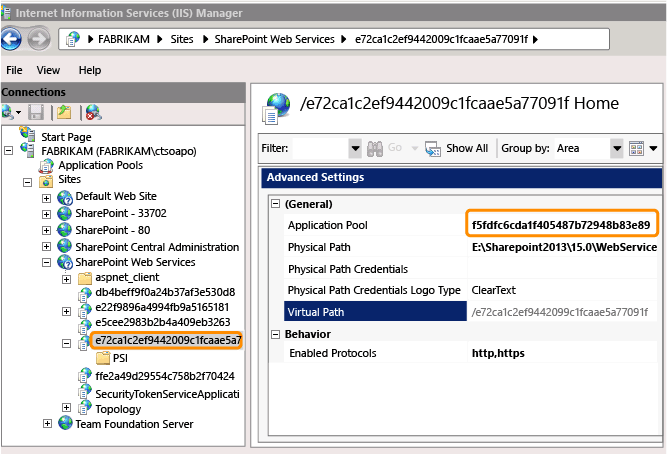 Internet Information Services (IIS) Manager
FABRIKAM Sites SharePoint Web Services e72ca1c2ef9442009c1fcaae5a77091f
File View Help
Connections
Start Page
FABRIKAM (FABRIKAM\ctsoapo)
Application Pools
Sites
Default Web Site
SharePoint - 33702
SharePoint - 80
SharePoint Central Administration
SharePoint Web Services
aspnet_client
db4beff9f0a24b37af3e530d8
e22f9896a4994fb9a5165181
e5cee2983b2b4a409eb3263
e72ca1c2ef9442009c1fcaae5a7
PSI
ffe2a49d29554c758b2f70424
SecurityTokenServiceApplicati
Topology
Team Foundation Server
/e72ca1c2ef9442009c1fcaae5a77091f Home
Filter: Go Show All Group by: Area
Advanced Settings
(General)
Application Pool f5fdfc6cda1f405487b72948b83e89
Physical Path E:\Sharepoint2013\15.0\WebService
Physical Path Credentials
Physical Path Credentials Logo Type ClearText
Virtual Path /e72ca1c2ef9442009c1fcaae5a77091f
Behavior
Enabled Protocols http,https